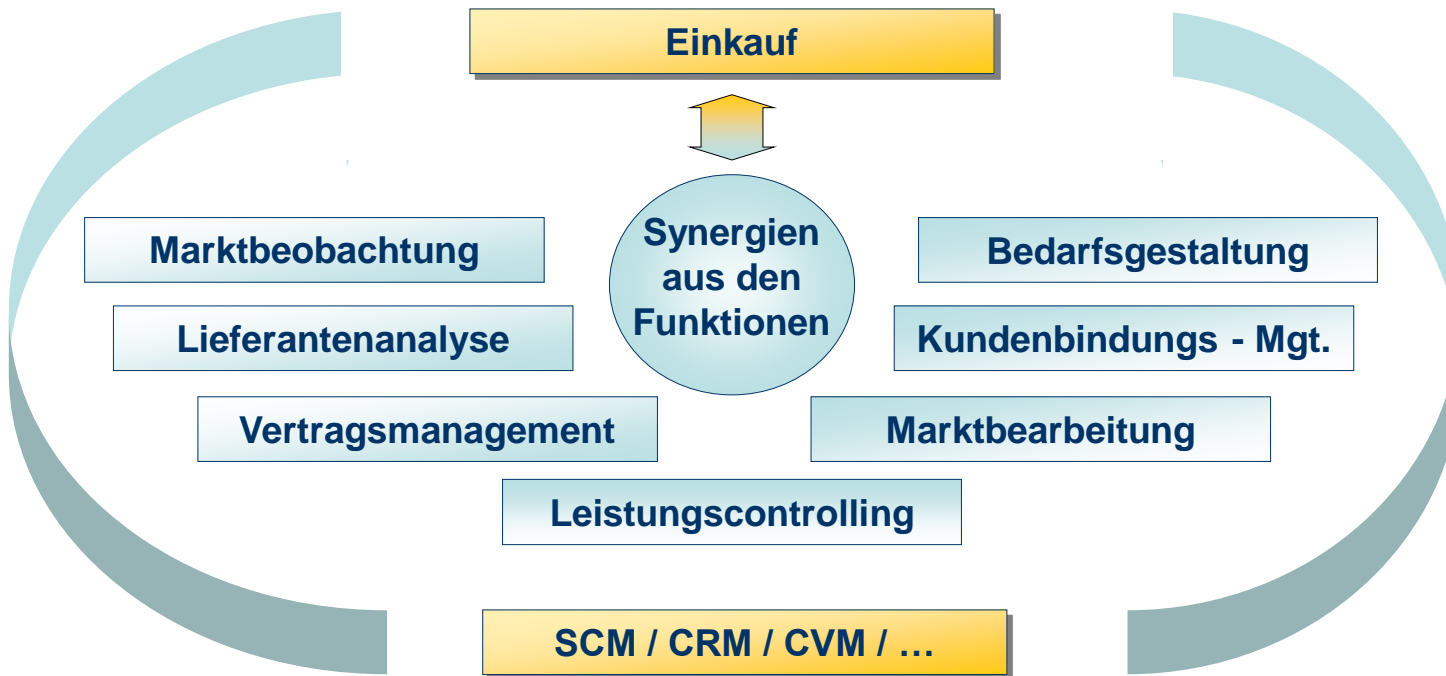 Einkauf
Synergien
aus den
Funktionen
Marktbeobachtung
Bedarfsgestaltung
Lieferantenanalyse
Kundenbindungs - Mgt.
Vertragsmanagement
Marktbearbeitung
Leistungscontrolling
SCM / CRM / CVM / …